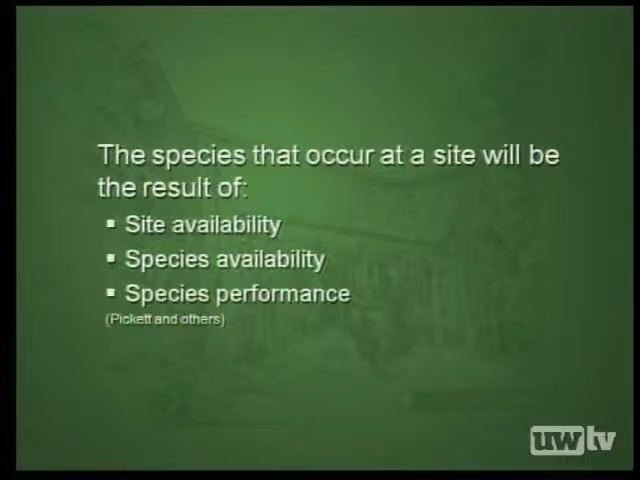 The species that occur at a site will be
the result of:
▪ Site availability
▪ Species availability
▪ Species performance
(Pickett and others)
uwtv